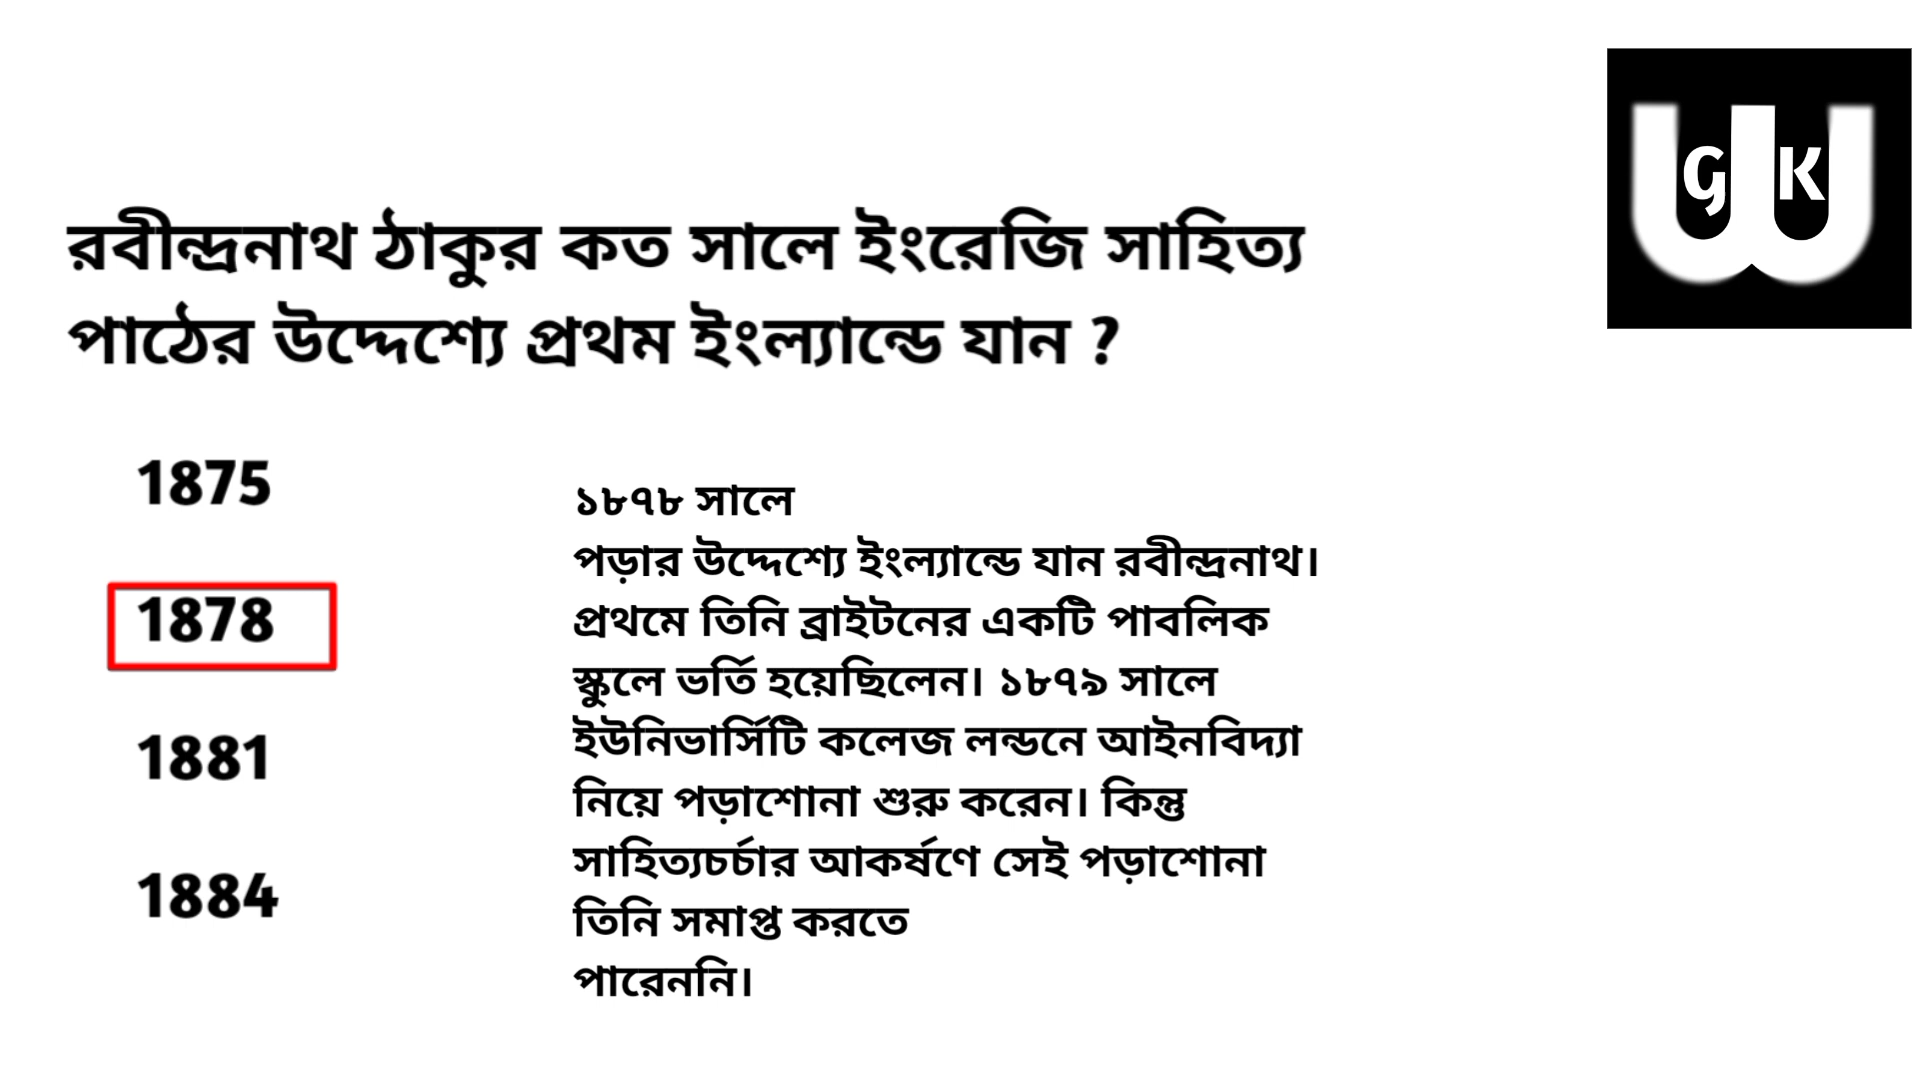 G K
রবীন্দ্রনাথ ঠাকুর কত সালে ইংরেজি সাহিত্য
পাঠের উদ্দেশ্যে প্রথম ইংল্যান্ডে যান ?
1875
1878
1881
1884
১৮৭৮ সালে
পড়ার উদ্দেশ্যে ইংল্যান্ডে যান রবীন্দ্রনাথ।
প্রথমে তিনি ব্রাইটনের একটি পাবলিক
স্কুলে ভর্তি হয়েছিলেন। ১৮৭৯ সালে
ইউনিভার্সিটি কলেজ লন্ডনে আইনবিদ্যা
নিয়ে পড়াশোনা শুরু করেন। কিন্তু
সাহিত্যচর্চার আকর্ষণে সেই পড়াশোনা
তিনি সমাপ্ত করতে
পারেননি।